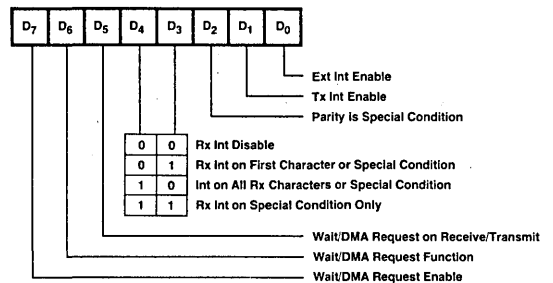 D7 D6 D5 D4 D3 D2 D1 D0
Ext Int Enable
Tx Int Enable
Parity is Special Condition
0 0 Rx Int Disable
0 1 Rx Int on First Character or Special Condition
1 0 Int on All Rx Characters or Special Condition
1 1 Rx Int on Special Condition Only
Wait/DMA Request on Receive/Transmit
Wait/DMA Request Function
Wait/DMA Request Enable